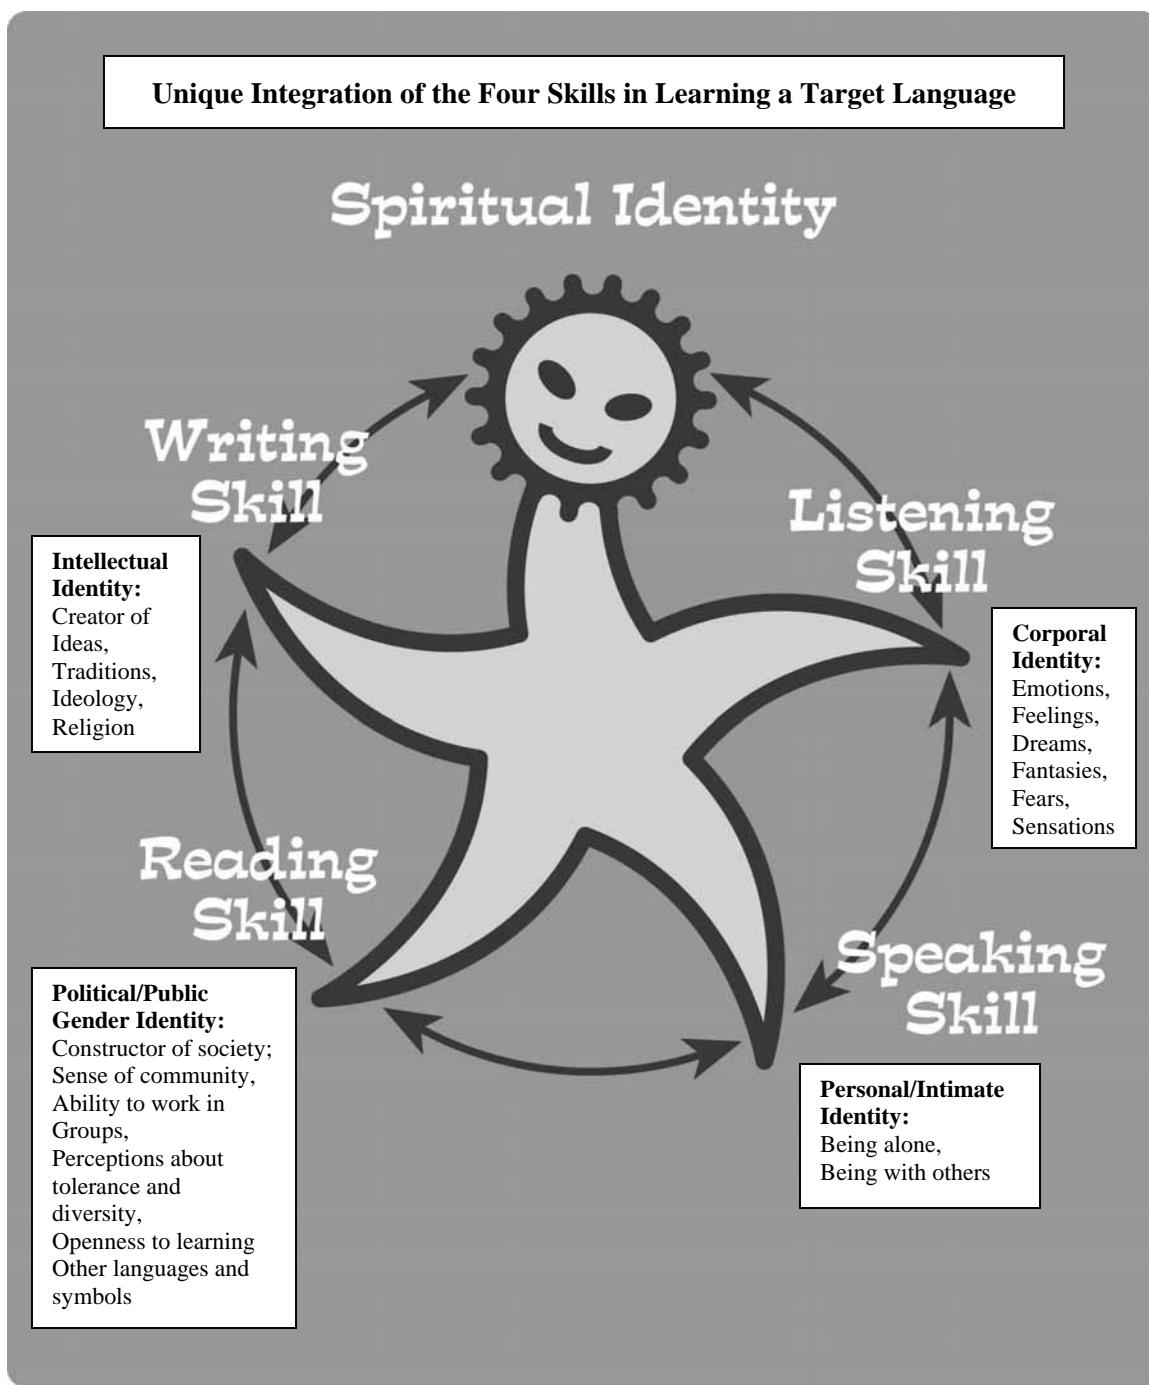 Unique Integration of the Four Skills in Learning a Target Language
Spiritual Identity
Writing
Skill
Listening
Skill
Intellectual
Identity:
Creator of
Ideas,
Traditions,
Ideology,
Religion
Corporal
Identity:
Emotions,
Feelings,
Dreams,
Fantasies,
Fears,
Sensations
Reading
Skill
Speaking
Skill
Political/Public
Gender Identity:
Constructor of society;
Sense of community,
Ability to work in
Groups,
Perceptions about
tolerance and
diversity,
Openness to learning
Other languages and
symbols
Personal/Intimate
Identity:
Being alone,
Being with others